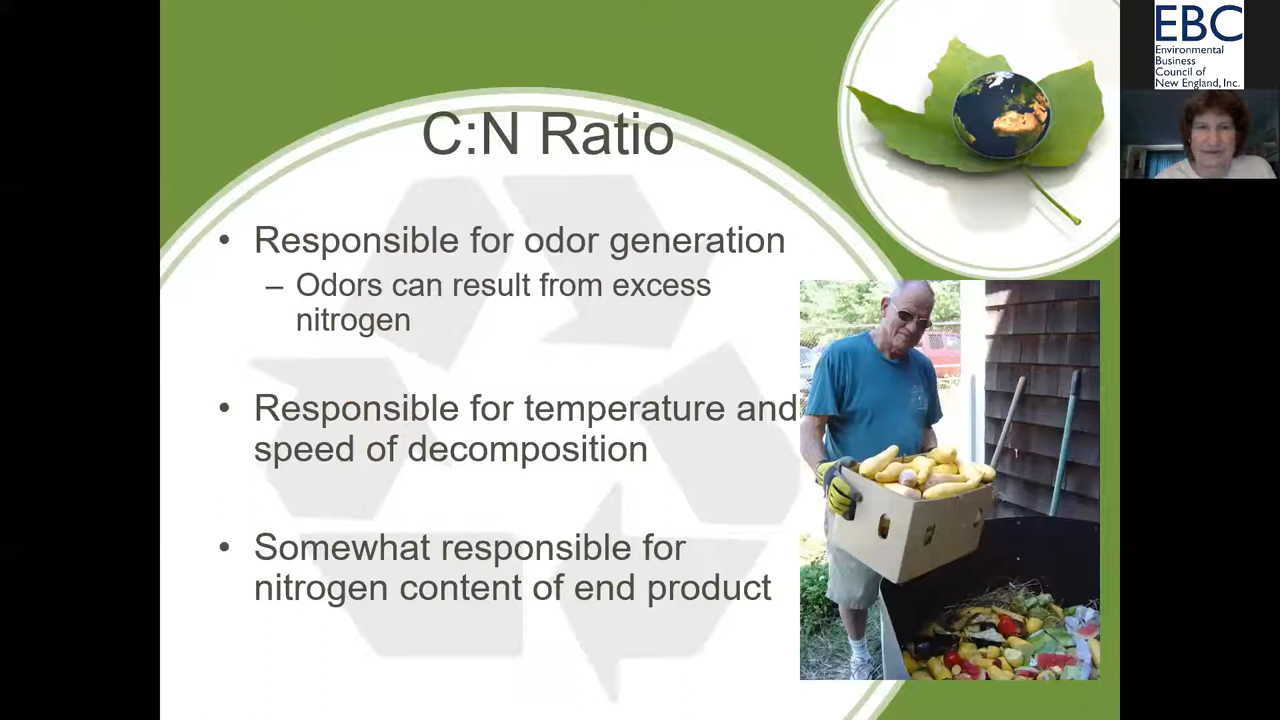 C:N Ratio
• Responsible for odor generation
– Odors can result from excess
nitrogen
• Responsible for temperature and
speed of decomposition
• Somewhat responsible for
nitrogen content of end product
EBC
Environmental
Business
Council of
New England, Inc.